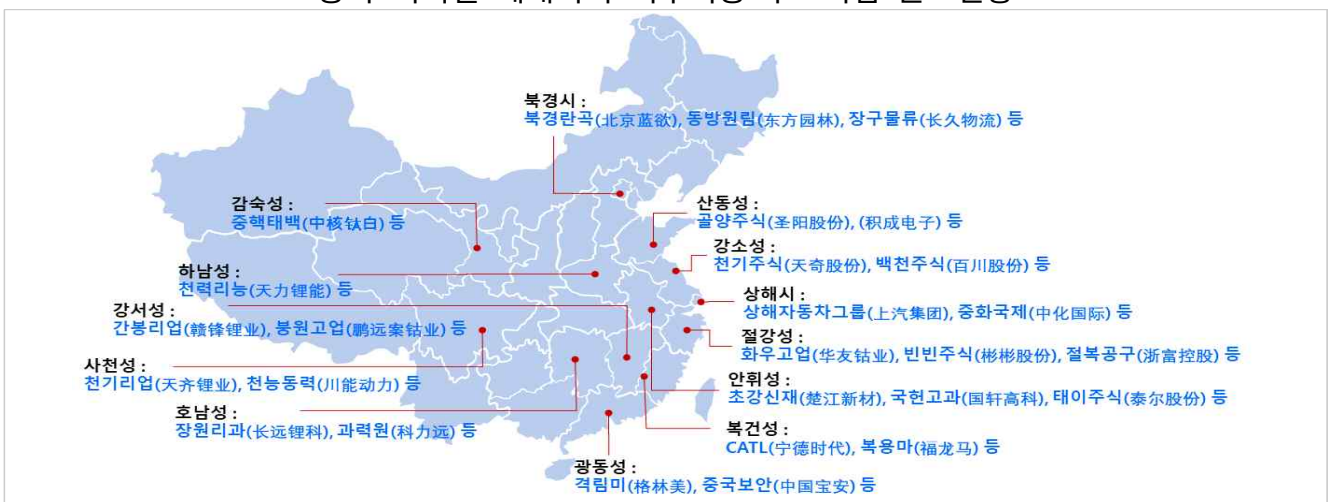 북경시 :
북경란곡(北京蓝欲), 동방원림(东方园林), 장구물류(长久物流) 등
감숙성 :
중핵태백(中核钛白) 등
산동성 :
골양주식(圣阳股份), (积成电子) 등
강소성 :
천기주식(天奇股份), 백천주식(百川股份) 등
하남성 :
천력리능(天力锂能) 등
상해시 :
상해자동차그룹(上汽集团), 중화국제(中化国际) 등
강서성 :
간봉리업(赣锋锂业), 붕원고업(鹏远案钴业) 등
절강성 :
화우고업(华友钴业), 빈빈주식(彬彬股份), 절복공구(浙富控股) 등
사천성 :
천기리업(天齐锂业), 천능동력(川能动力) 등
안휘성 :
초강신재(楚江新材), 국헌고과(国轩高科), 태이주식(泰尔股份) 등
호남성 :
장원리과(长远锂科), 과력원(科力远) 등
복건성 :
CATL(宁德时代), 복용마(福龙马) 등
광동성 :
격림미(格林美), 중국보안(中国宝安) 등